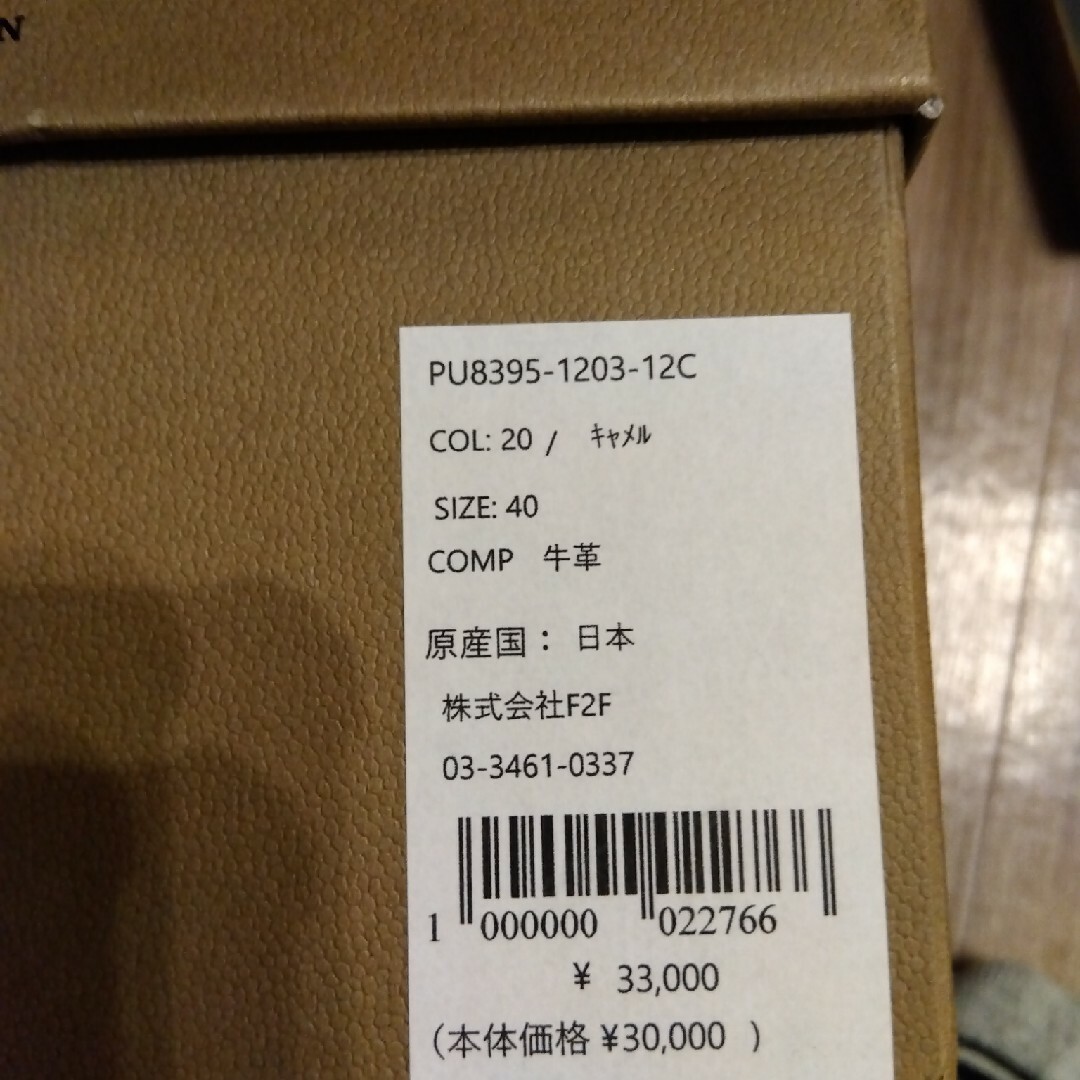 N
PU8395-1203-12C
COL: 20 / ｷｬﾒﾙ
SIZE: 40
COMP 牛革
原産国： 日本
株式会社F2F
03-3461-0337
1 000000 022766
¥ 33,000
(本体価格 ¥30,000 )